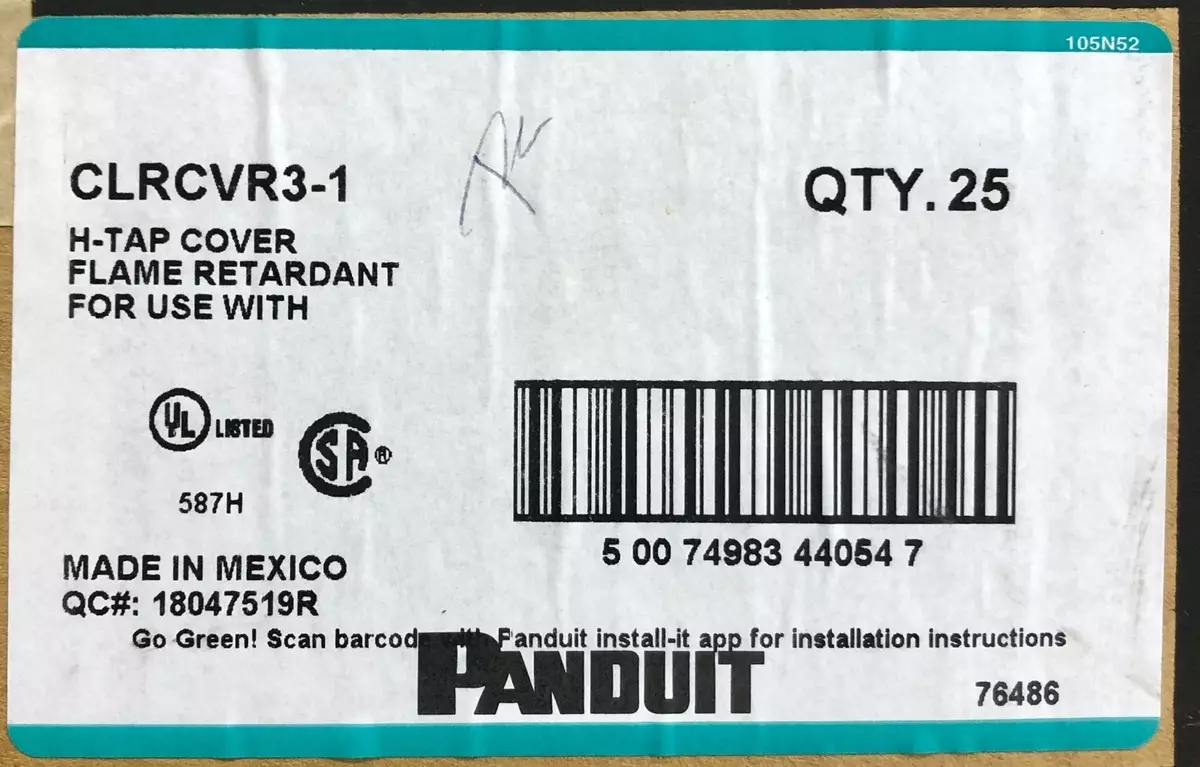 105N52
CLRCVR3-1
QTY. 25
H-TAP COVER
FLAME RETARDANT
FOR USE WITH
UL LISTED
SA ®
587H
5 00 74983 44054 7
MADE IN MEXICO
QC#: 18047519R
Go Green! Scan barcode with Panduit install-it app for installation instructions
PANDUIT
76486